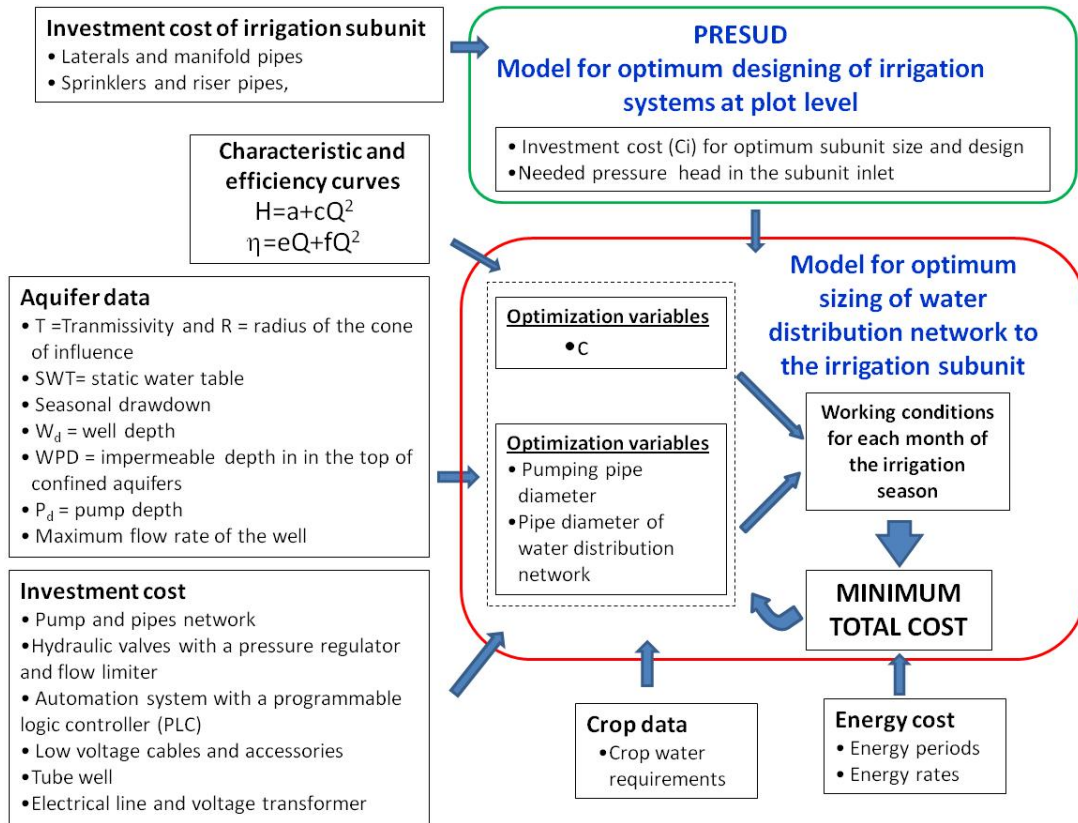 Investment cost of irrigation subunit
• Laterals and manifold pipes
• Sprinklers and riser pipes,
PRESUD
Model for optimum designing of irrigation
systems at plot level
• Investment cost (Ci) for optimum subunit size and design
•Needed pressure head in the subunit inlet
Characteristic and
efficiency curves
H=a+cQ²
η=eQ+fQ²
Aquifer data
• T =Tranmissivity and R = radius of the cone
of influence
• SWT= static water table
• Seasonal drawdown
• W_d = well depth
• WPD = impermeable depth in in the top of
confined aquifers
• P_d = pump depth
• Maximum flow rate of the well
Investment cost
• Pump and pipes network
•Hydraulic valves with a pressure regulator
and flow limiter
• Automation system with a programmable
logic controller (PLC)
• Low voltage cables and accessories
•Tube well
•Electrical line and voltage transformer
Model for optimum
sizing of water
distribution network to
the irrigation subunit
Optimization variables
•c
Optimization variables
• Pumping pipe
diameter
•Pipe diameter of
water distribution
network
Working conditions
for each month of
the irrigation
season
MINIMUM
TOTAL COST
Crop data
•Crop water
requirements
Energy cost
• Energy periods
• Energy rates